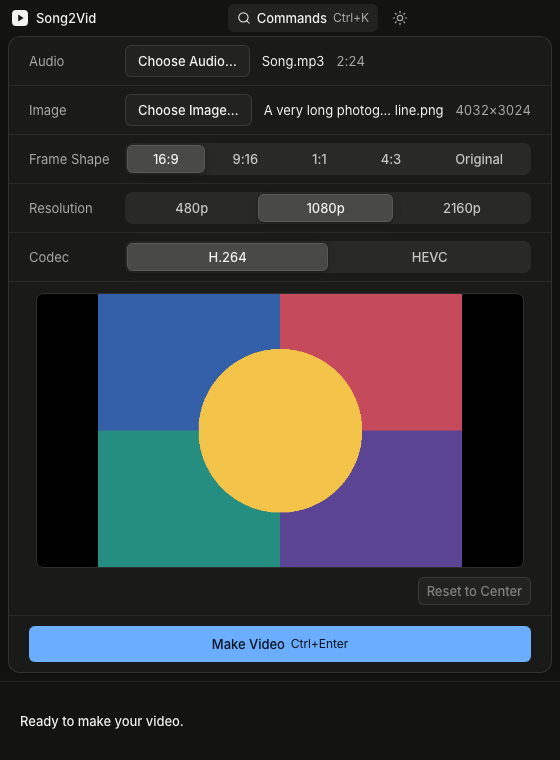 Song2Vid
Commands Ctrl+K
Audio Choose Audio... Song.mp3 2:24
Image Choose Image... A very long photog... line.png 4032×3024
Frame Shape 16:9 9:16 1:1 4:3 Original
Resolution 480p 1080p 2160p
Codec H.264 HEVC
Reset to Center
Make Video Ctrl+Enter
Ready to make your video.